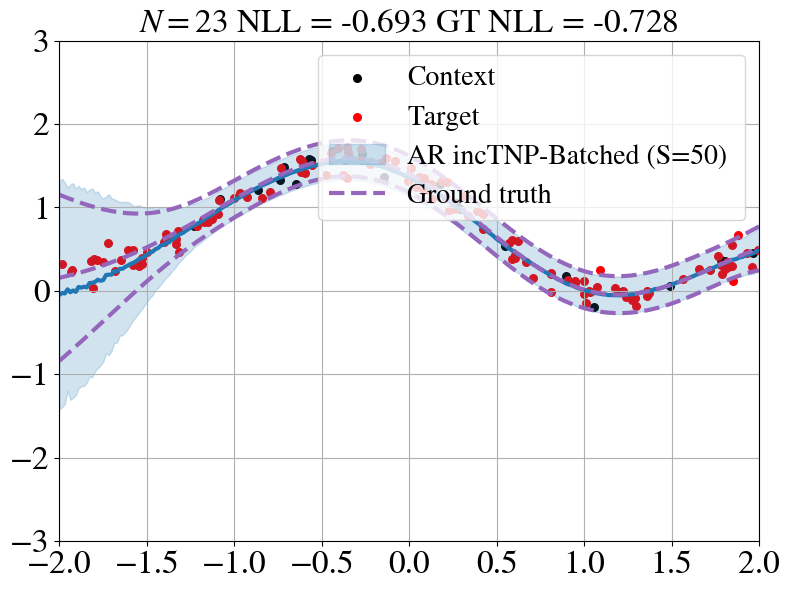 N = 23 NLL = -0.693 GT NLL = -0.728
3
2
1
0
−1
−2
−3
Context
Target
AR incTNP-Batched (S=50)
Ground truth
−2.0 −1.5 −1.0 −0.5 0.0 0.5 1.0 1.5 2.0